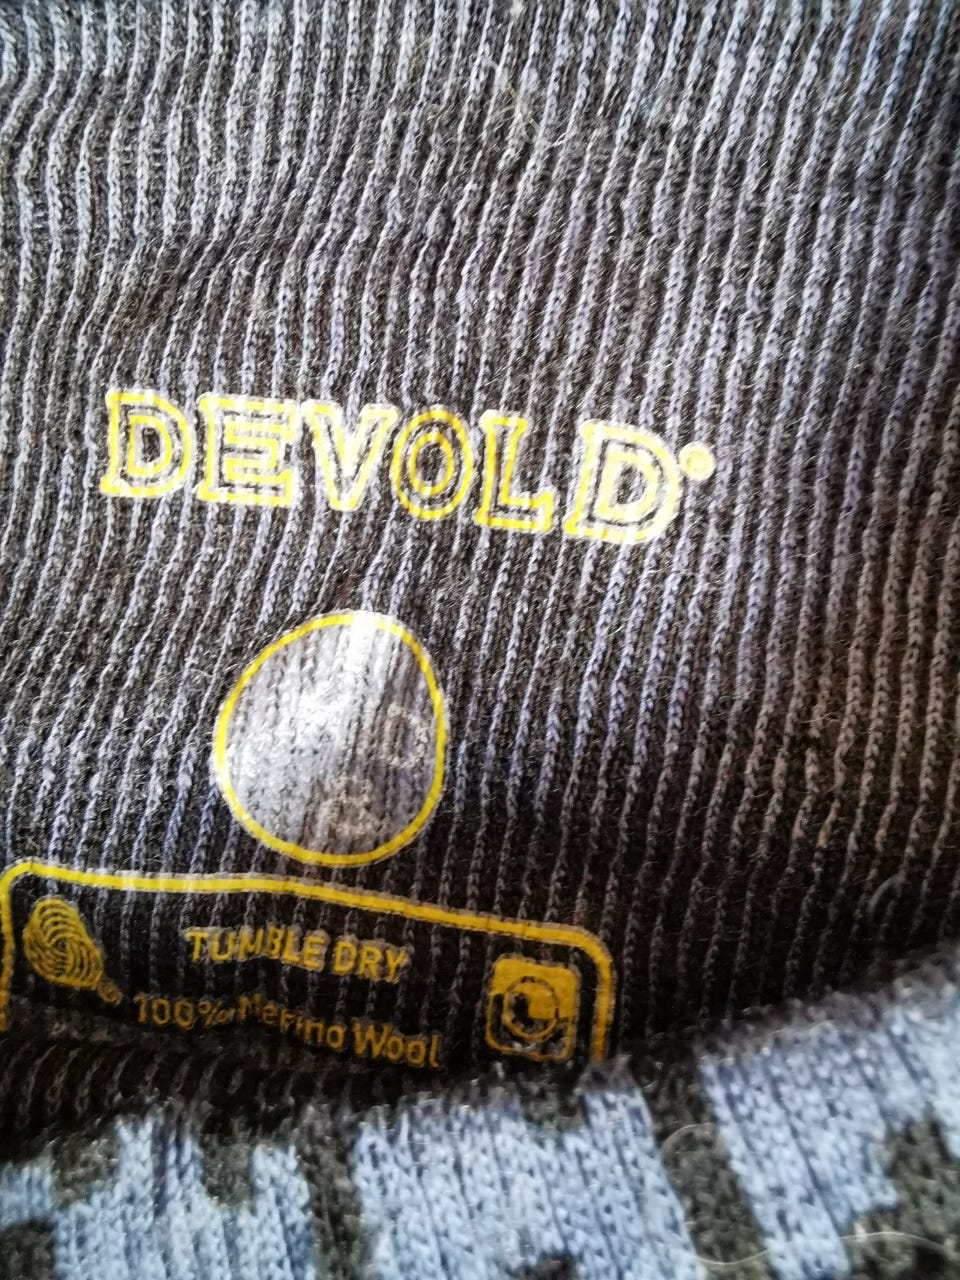 DEVOLD®
TUMBLE DRY
100% Merino Wool